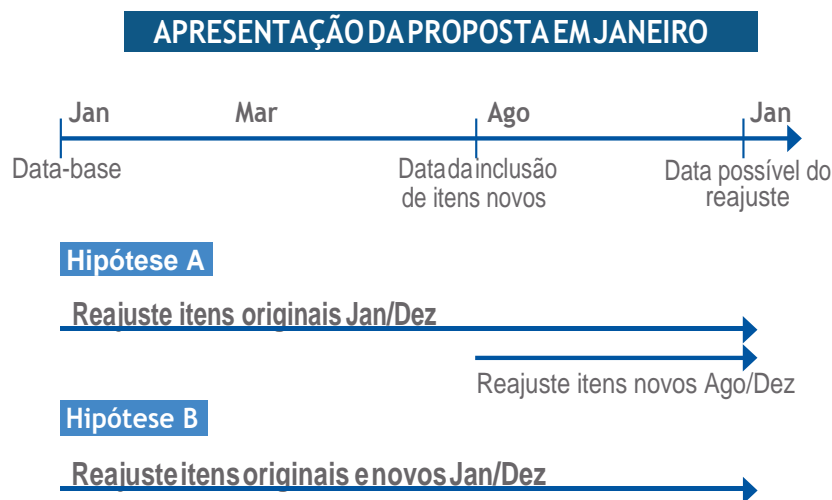 APRESENTAÇÃO DA PROPOSTA EM JANEIRO
Jan Mar Ago Jan
Data-base
Data da inclusão
de itens novos
Data possível do
reajuste
Hipótese A
Reajuste itens originais Jan/Dez
Reajuste itens novos Ago/Dez
Hipótese B
Reajuste itens originais e novos Jan/Dez